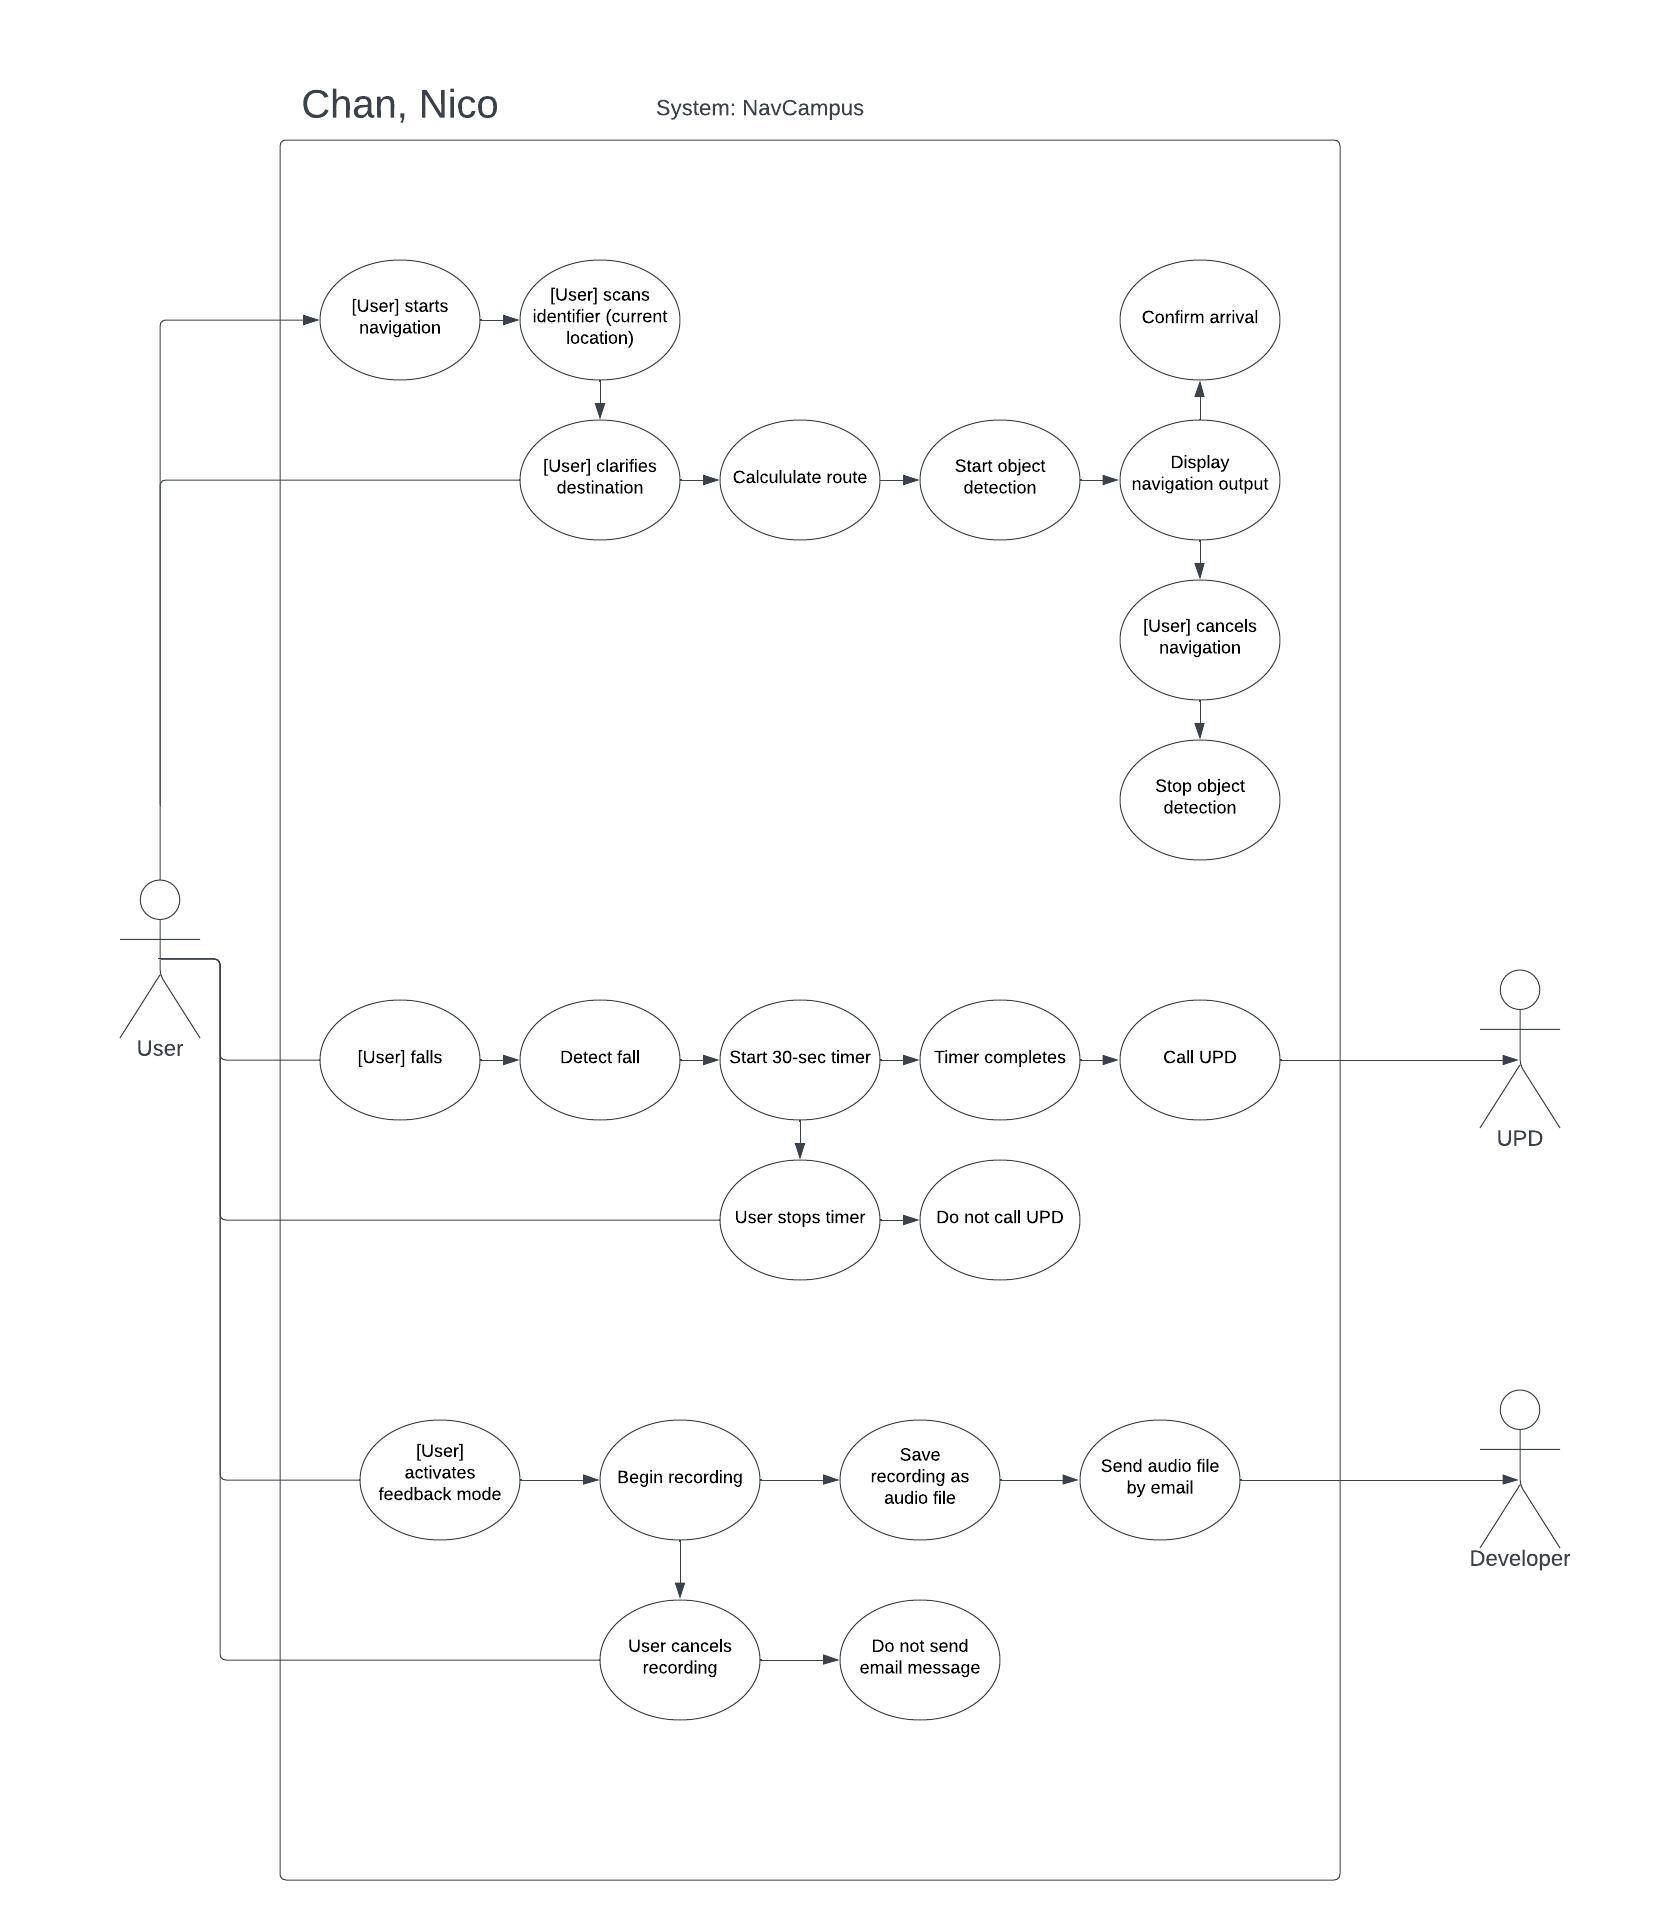 Chan, Nico
System: NavCampus
[User] starts
navigation
[User] scans
identifier (current
location)
Confirm arrival
[User] clarifies
destination
Calcululate route
Start object
detection
Display
navigation output
[User] cancels
navigation
Stop object
detection
User
[User] falls
Detect fall
Start 30-sec timer
Timer completes
Call UPD
UPD
User stops timer
Do not call UPD
[User]
activates
feedback mode
Begin recording
Save
recording as
audio file
Send audio file
by email
Developer
User cancels
recording
Do not send
email message